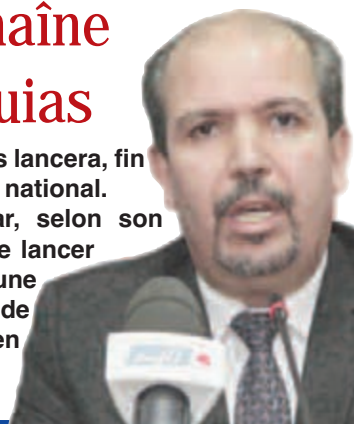 aîne
uias
s lancera, fin
national.
ar, selon son
e lancer
une
de
en